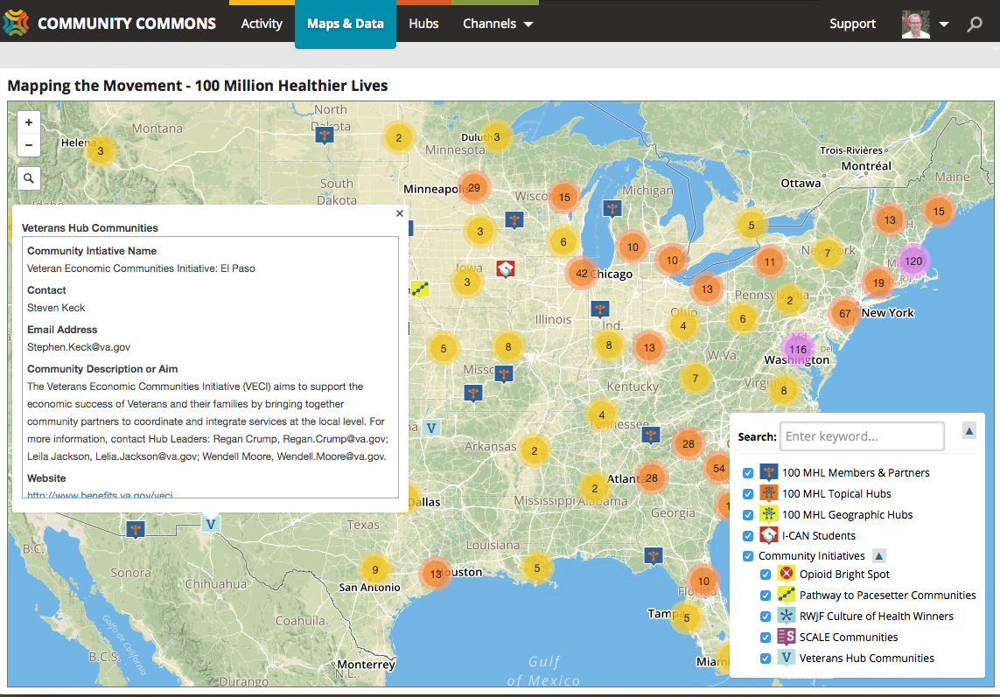 COMMUNITY COMMONS
Activity
Maps & Data
Hubs
Channels
Support
Mapping the Movement - 100 Million Healthier Lives
+
−
Helena
3
Montana
North
Dakota
2
Duluth
3
Minnesota
South
Dakota
Minneapolis
29
15
Michigan
Trois-Rivières
Montréal
Ottawa
Maine
15
13
N.H.
Idaho
3
6
10
10
5
7
120
11
19
Iowa
3
42
Chicago
13
Pennsylvania
2
67
New York
Illinois
Ind.
Ohio
4
6
5
8
8
13
W.Va.
Md.
Del.
116
Washington
Kentucky
7
Virginia
8
4
Tennessee
V
Arkansas
2
28
54
Atlanta
28
2
Mississippi
Alabama
Georgia
Dallas
V
Texas
Louisiana
B.C.
Sonora
Chihuahua
9
San Antonio
13
Houston
5
10
Florida
Tampa
5
Coahuila
Golfo de California
B.C.S.
Monterrey
N.L.
Durango
Gulf
of Mexico
Miami
×
Veterans Hub Communities
Community Intiative Name
Veteran Economic Communities Initiative: El Paso
Contact
Steven Keck
Email Address
Stephen.Keck@va.gov
Community Description or Aim
The Veterans Economic Communities Initiative (VECI) aims to support the
economic success of Veterans and their families by bringing together
community partners to coordinate and integrate services at the local level. For
more information, contact Hub Leaders: Regan Crump, Regan.Crump@va.gov;
Leila Jackson, Lelia.Jackson@va.gov; Wendell Moore, Wendell.Moore@va.gov.
Website
http://www.benefits.va.gov/veci
Search:
Enter keyword...
100 MHL Members & Partners
100 MHL Topical Hubs
100 MHL Geographic Hubs
I-CAN Students
Community Initiatives
Opioid Bright Spot
Pathway to Pacesetter Communities
RWJF Culture of Health Winners
S
SCALE Communities
V
Veterans Hub Communities